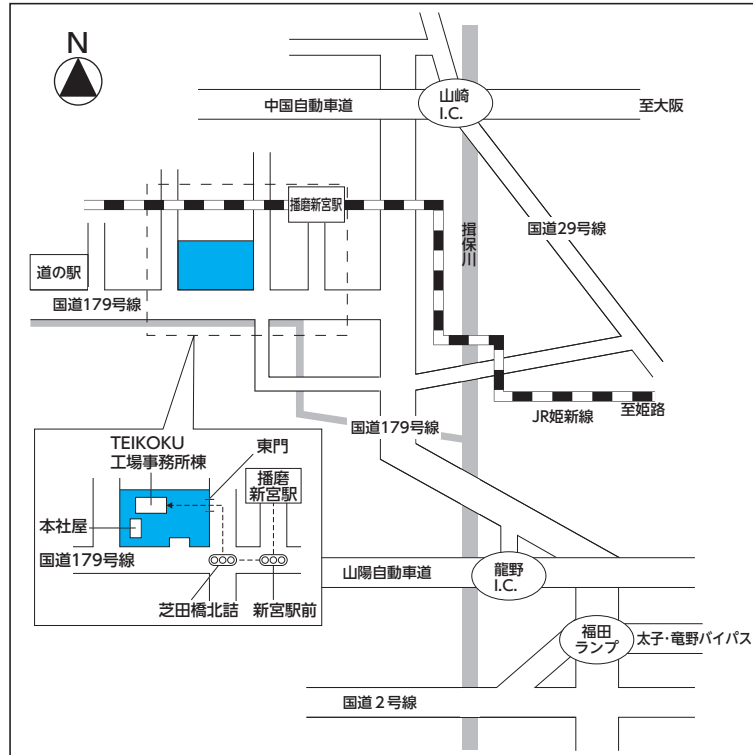 N
山崎
I.C.
中国自動車道
至大阪
播磨新宮駅
揖保川
国道29号線
道の駅
国道179号線
JR姫新線
至姫路
国道179号線
TEIKOKU
工場事務所棟
東門
播磨
新宮駅
本社屋
国道179号線
芝田橋北詰
新宮駅前
山陽自動車道
龍野
I.C.
福田
ランプ
太子・竜野バイパス
国道2号線